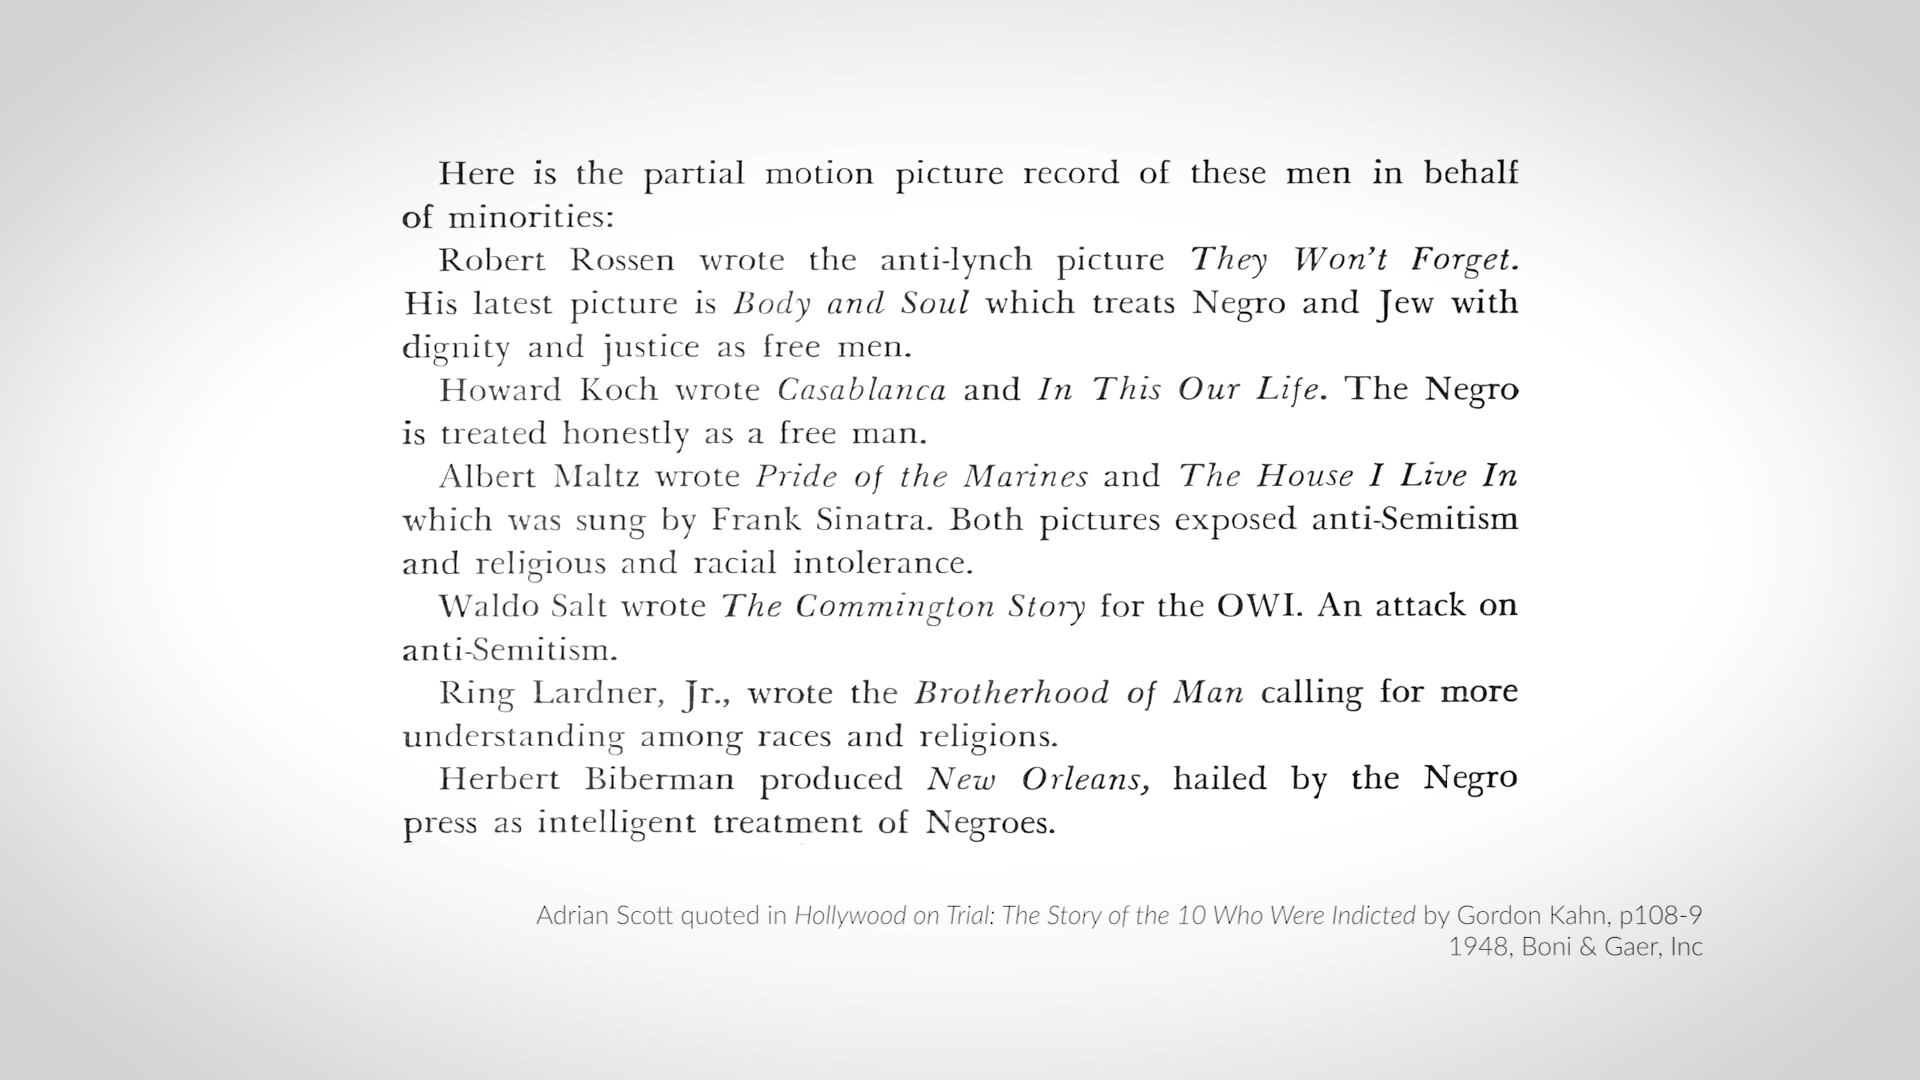 Here is the partial motion picture record of these men in behalf
of minorities:
Robert Rossen wrote the anti-lynch picture They Won't Forget.
His latest picture is Body and Soul which treats Negro and Jew with
dignity and justice as free men.
Howard Koch wrote Casablanca and In This Our Life. The Negro
is treated honestly as a free man.
Albert Maltz wrote Pride of the Marines and The House I Live In
which was sung by Frank Sinatra. Both pictures exposed anti-Semitism
and religious and racial intolerance.
Waldo Salt wrote The Commington Story for the OWI. An attack on
anti-Semitism.
Ring Lardner, Jr., wrote the Brotherhood of Man calling for more
understanding among races and religions.
Herbert Biberman produced New Orleans, hailed by the Negro
press as intelligent treatment of Negroes.
Adrian Scott quoted in Hollywood on Trial: The Story of the 10 Who Were Indicted by Gordon Kahn, p108-9
1948, Boni & Gaer, Inc